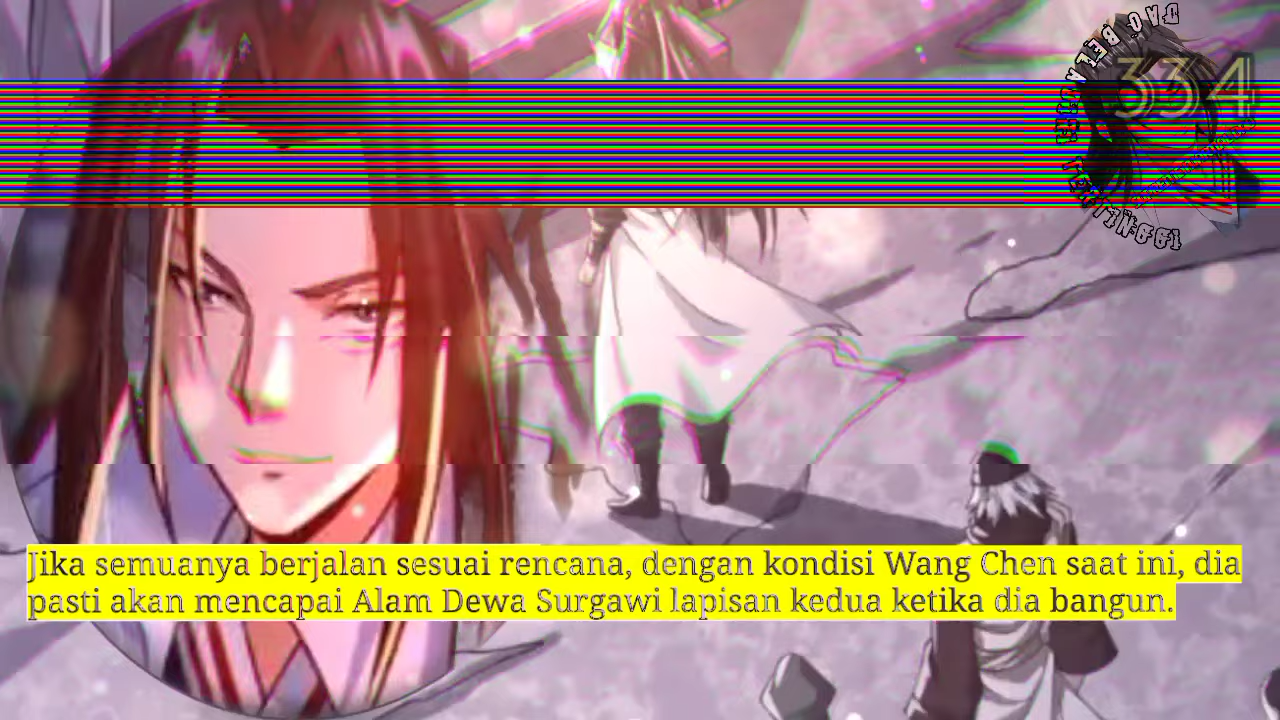 334
Jika semuanya berjalan sesuai rencana, dengan kondisi Wang Chen saat ini, dia
pasti akan mencapai Alam Dewa Surgawi lapisan kedua ketika dia bangun.